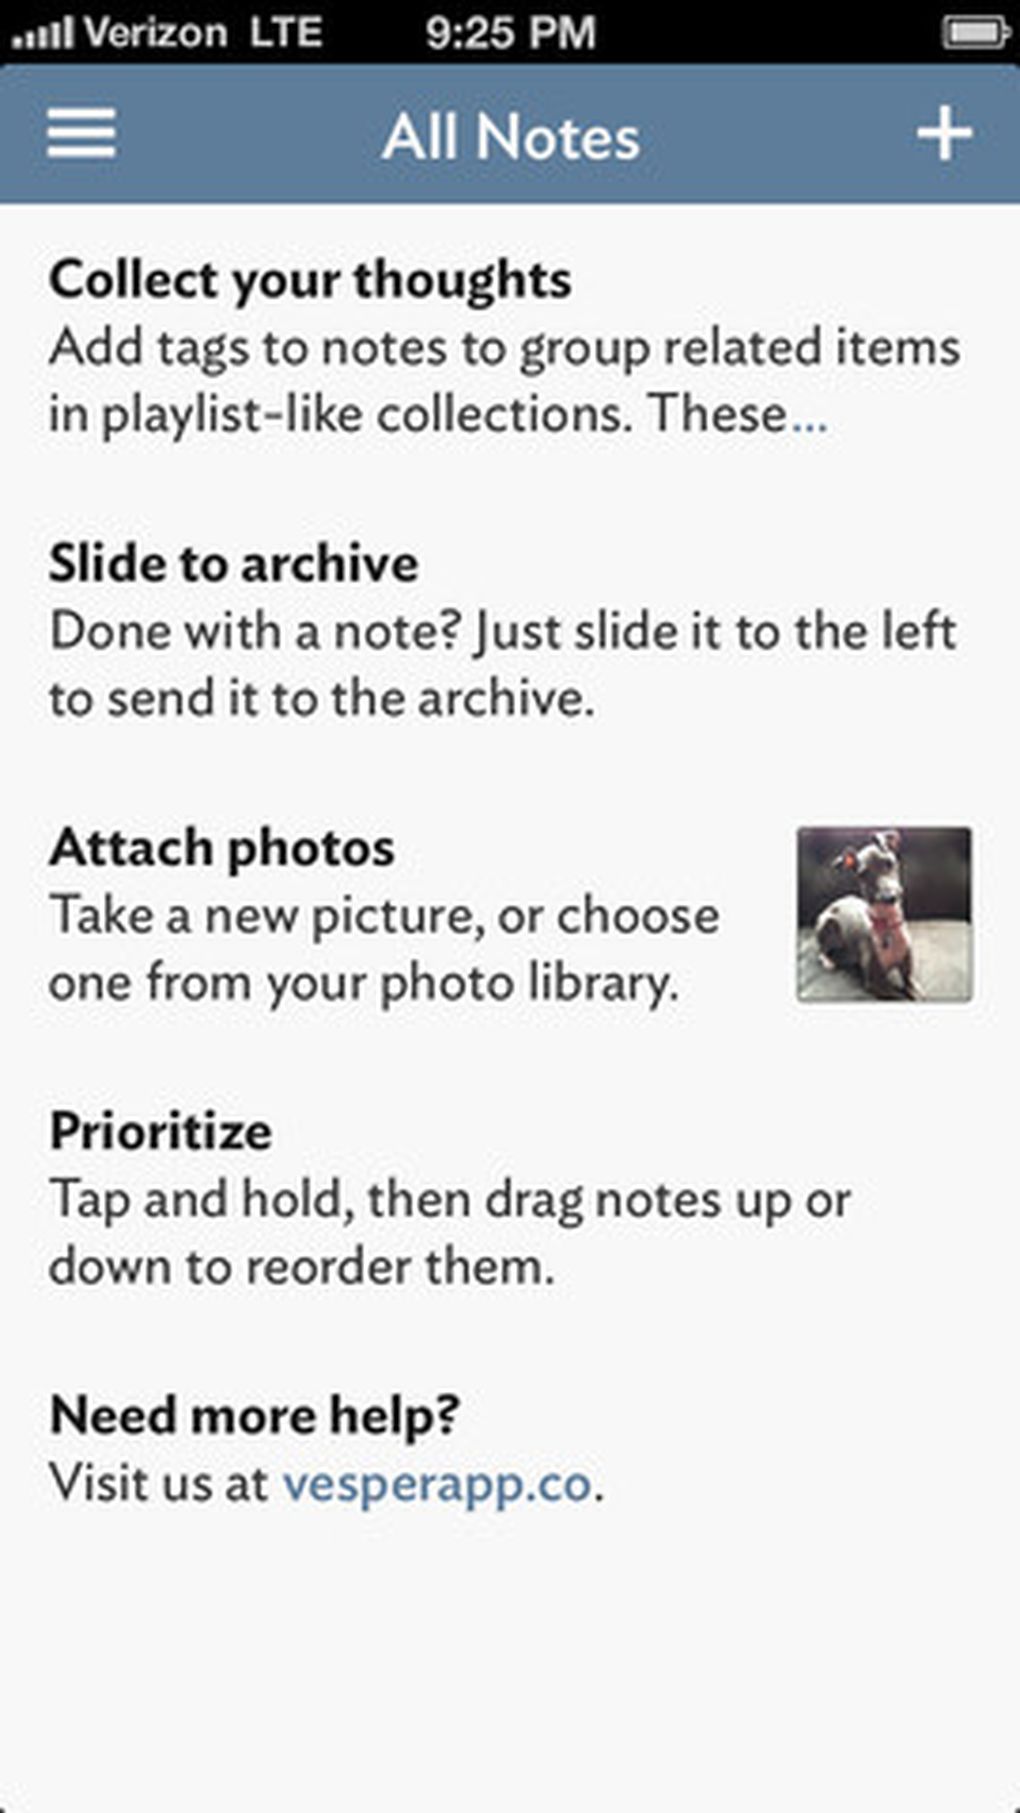 Verizon LTE 9:25 PM
All Notes
Collect your thoughts
Add tags to notes to group related items
in playlist-like collections. These...
Slide to archive
Done with a note? Just slide it to the left
to send it to the archive.
Attach photos
Take a new picture, or choose
one from your photo library.
Prioritize
Tap and hold, then drag notes up or
down to reorder them.
Need more help?
Visit us at vesperapp.co.